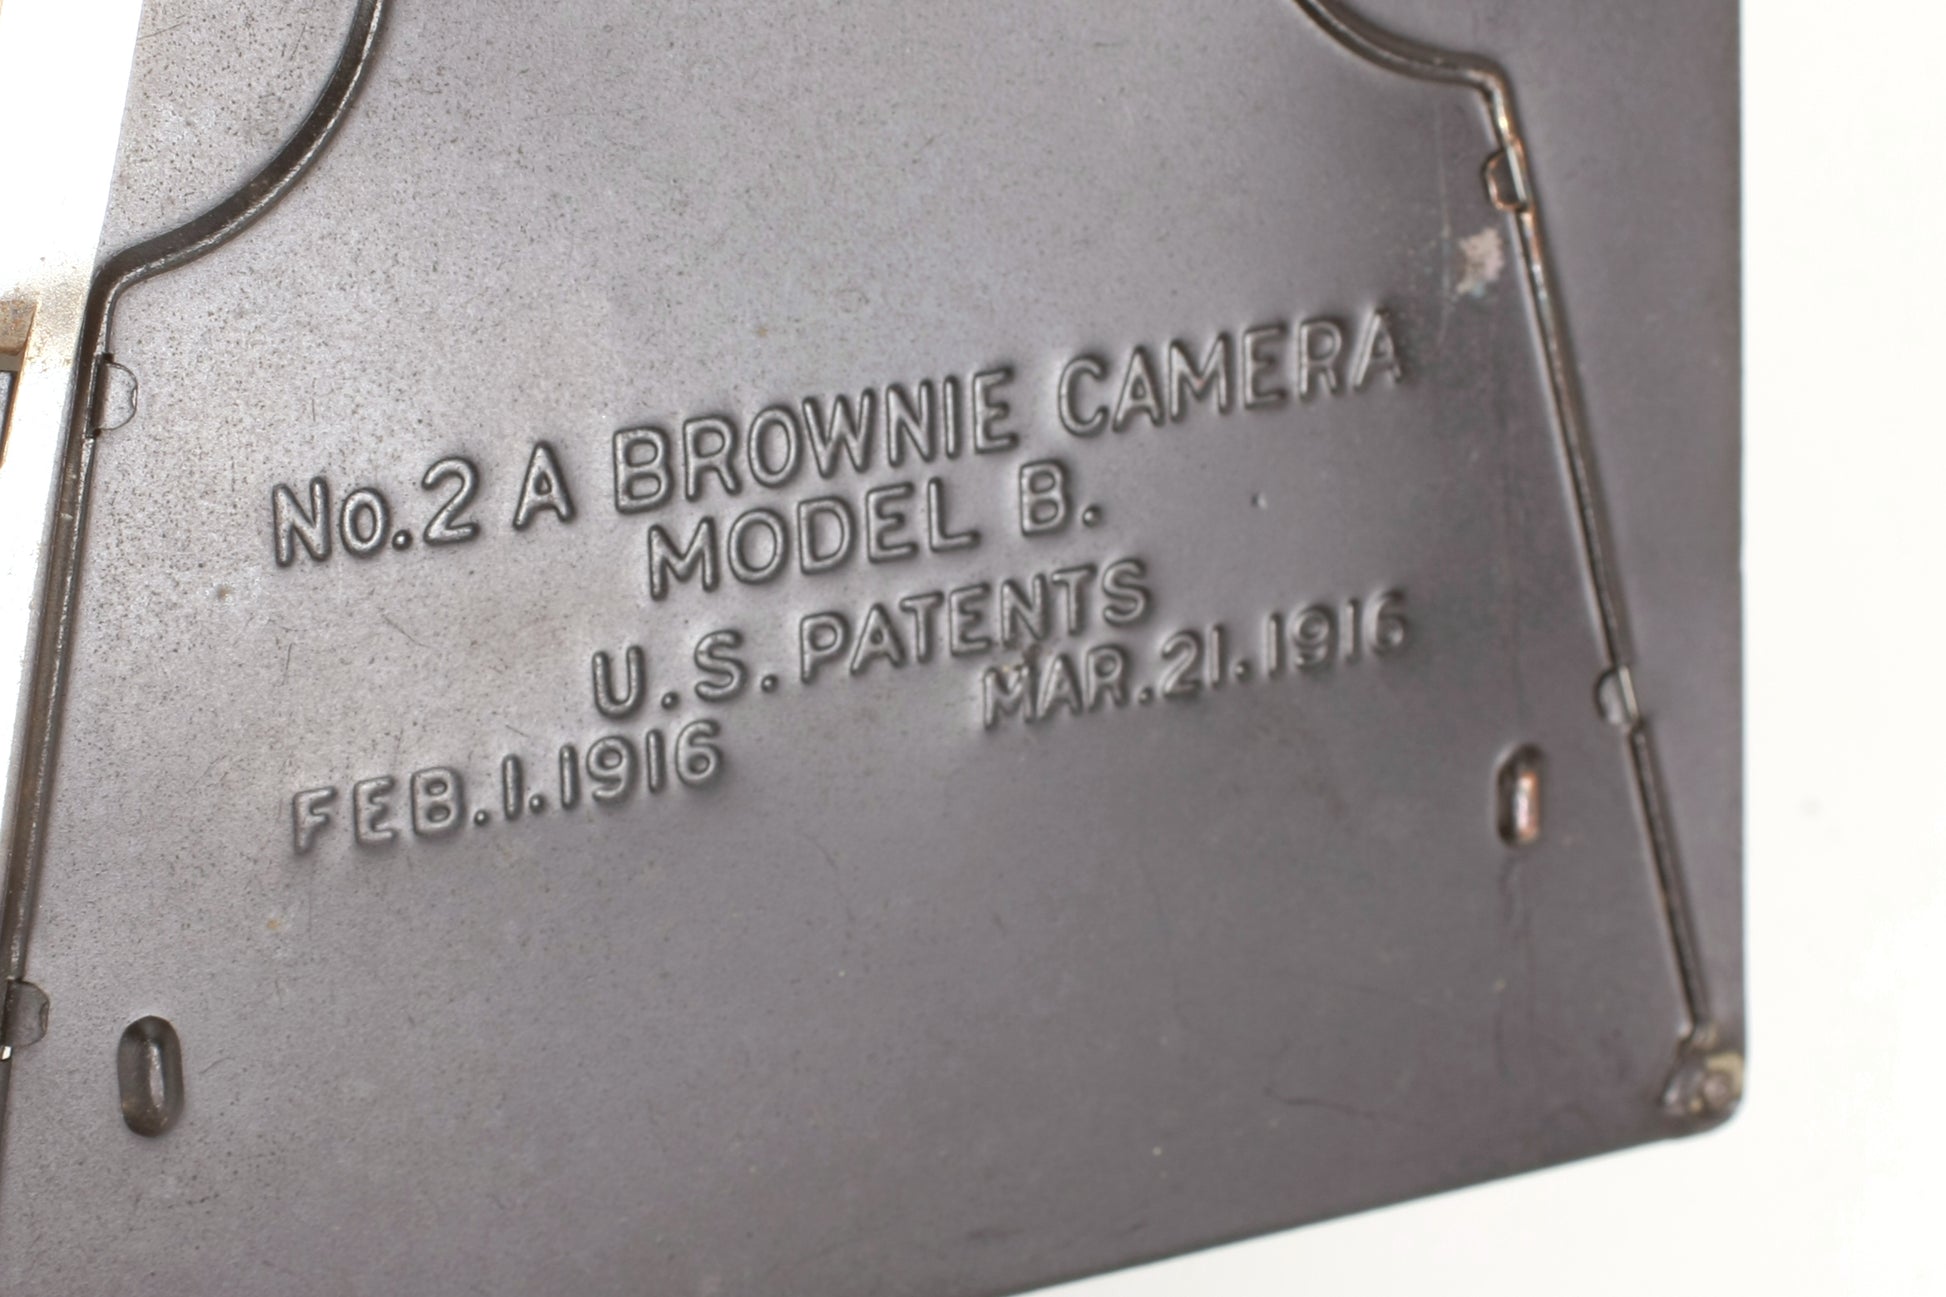 No. 2 A BROWNIE CAMERA
MODEL B.
U.S. PATENTS
FEB. 1. 1916 MAR. 21. 1916